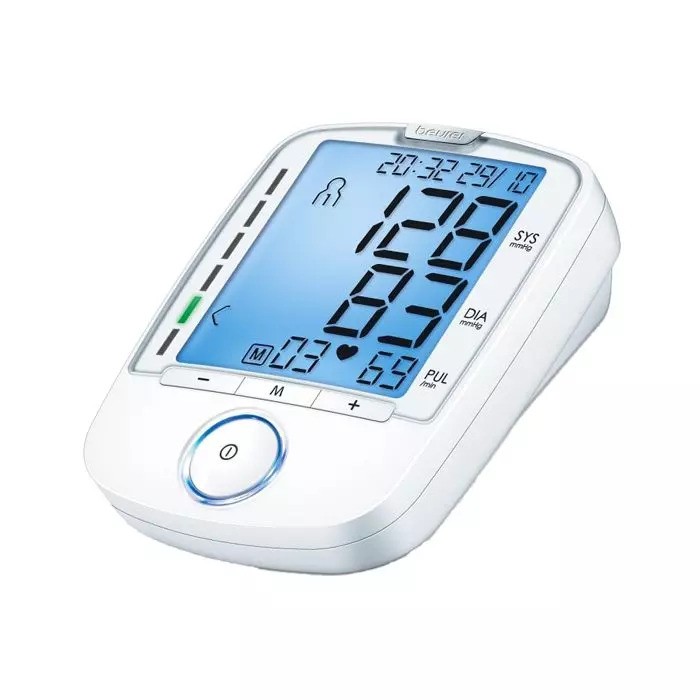 beurer
20:32 29/10
128
SYS
mmHg
83
DIA
mmHg
M 03 69
PUL
/min
− M +